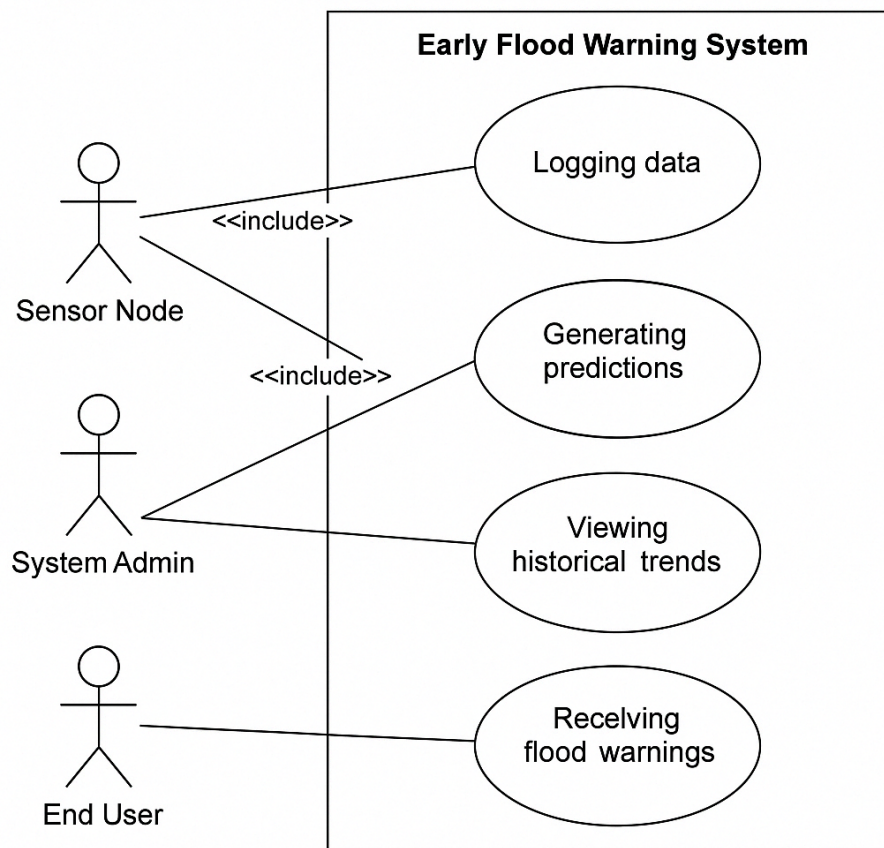 Early Flood Warning System
Logging data
<<include>>
Sensor Node
Generating
predictions
<<include>>
System Admin
Viewing
historical trends
Recelving
flood warnings
End User